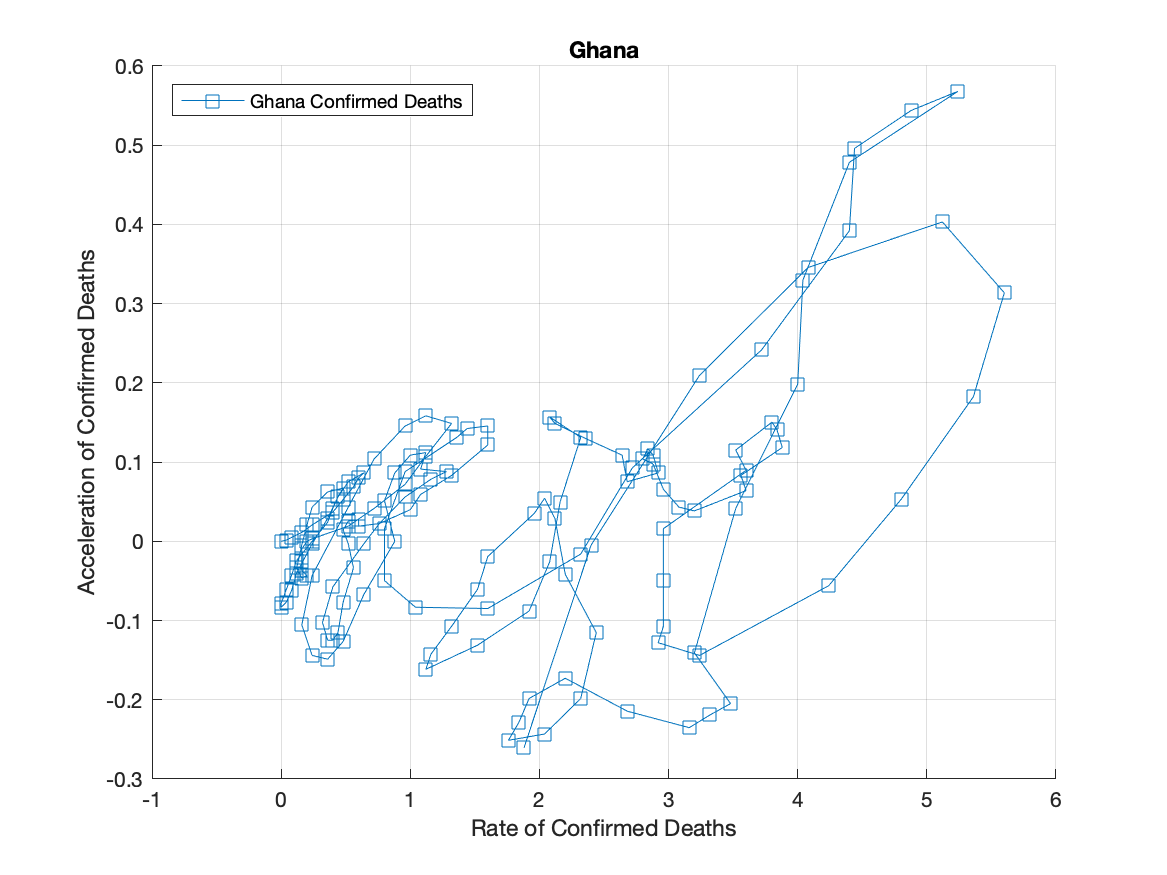 Ghana
Ghana Confirmed Deaths
0.6
0.5
0.4
0.3
0.2
0.1
0
-0.1
-0.2
-0.3
Acceleration of Confirmed Deaths
-1 0 1 2 3 4 5 6
Rate of Confirmed Deaths